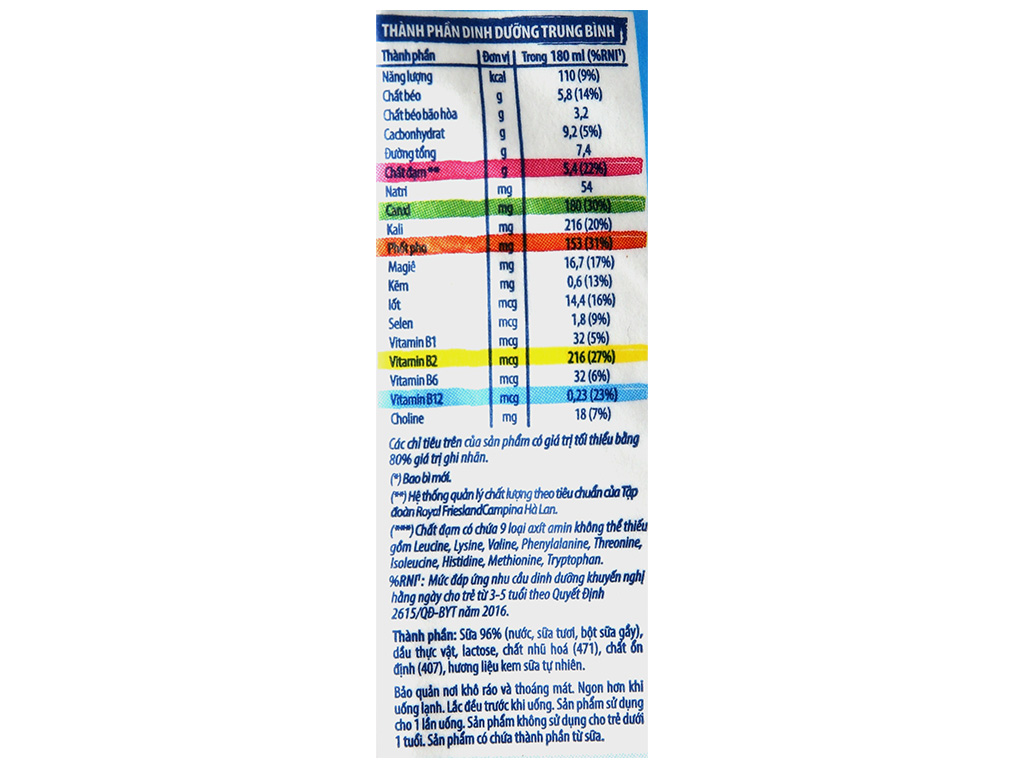 THÀNH PHẦN DINH DƯỠNG TRUNG BÌNH
Thành phần Đơn vị Trong 180 ml (%RNI¹)
Năng lượng kcal 110 (9%)
Chất béo g 5,8 (14%)
Chất béo bão hòa g 3,2
Cacbonhydrat g 9,2 (5%)
Đường tổng g 7,4
Chất đạm ** g 5,4 (22%)
Natri mg 54
Canxi mg 180 (30%)
Kali mg 216 (20%)
Phốt pho mg 153 (31%)
Magiê mg 16,7 (17%)
Kẽm mg 0,6 (13%)
Iốt mcg 14,4 (16%)
Selen mcg 1,8 (9%)
Vitamin B1 mcg 32 (5%)
Vitamin B2 mcg 216 (27%)
Vitamin B6 mcg 32 (6%)
Vitamin B12 mcg 0,23 (23%)
Choline mg 18 (7%)
Các chỉ tiêu trên của sản phẩm có giá trị tối thiểu bằng
80% giá trị ghi nhãn.
(*) Bao bì mới.
(**) Hệ thống quản lý chất lượng theo tiêu chuẩn của Tập
đoàn Royal FrieslandCampina Hà Lan.
(***) Chất đạm có chứa 9 loại axít amin không thể thiếu
gồm Leucine, Lysine, Valine, Phenylalanine, Threonine,
Isoleucine, Histidine, Methionine, Tryptophan.
%RNI¹: Mức đáp ứng nhu cầu dinh dưỡng khuyến nghị
hằng ngày cho trẻ từ 3-5 tuổi theo Quyết Định
2615/QĐ-BYT năm 2016.
Thành phần: Sữa 96% (nước, sữa tươi, bột sữa gầy),
dầu thực vật, lactose, chất nhũ hoá (471), chất ổn
định (407), hương liệu kem sữa tự nhiên.
Bảo quản nơi khô ráo và thoáng mát. Ngon hơn khi
uống lạnh. Lắc đều trước khi uống. Sản phẩm sử dụng
cho 1 lần uống. Sản phẩm không sử dụng cho trẻ dưới
1 tuổi. Sản phẩm có chứa thành phần từ sữa.